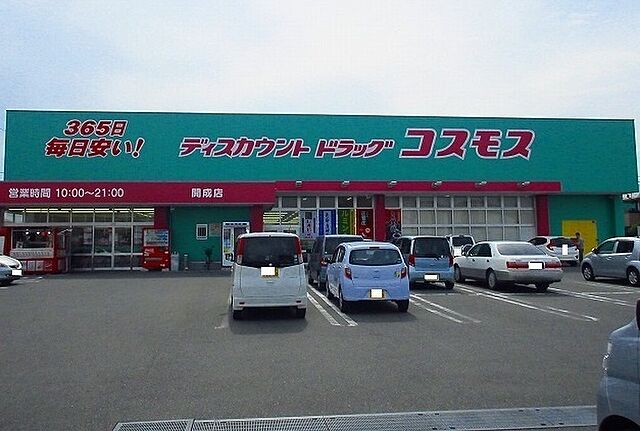 365日
毎日安い!
ディスカウント ドラッグ コスモス
営業時間 10:00～21:00
開成店